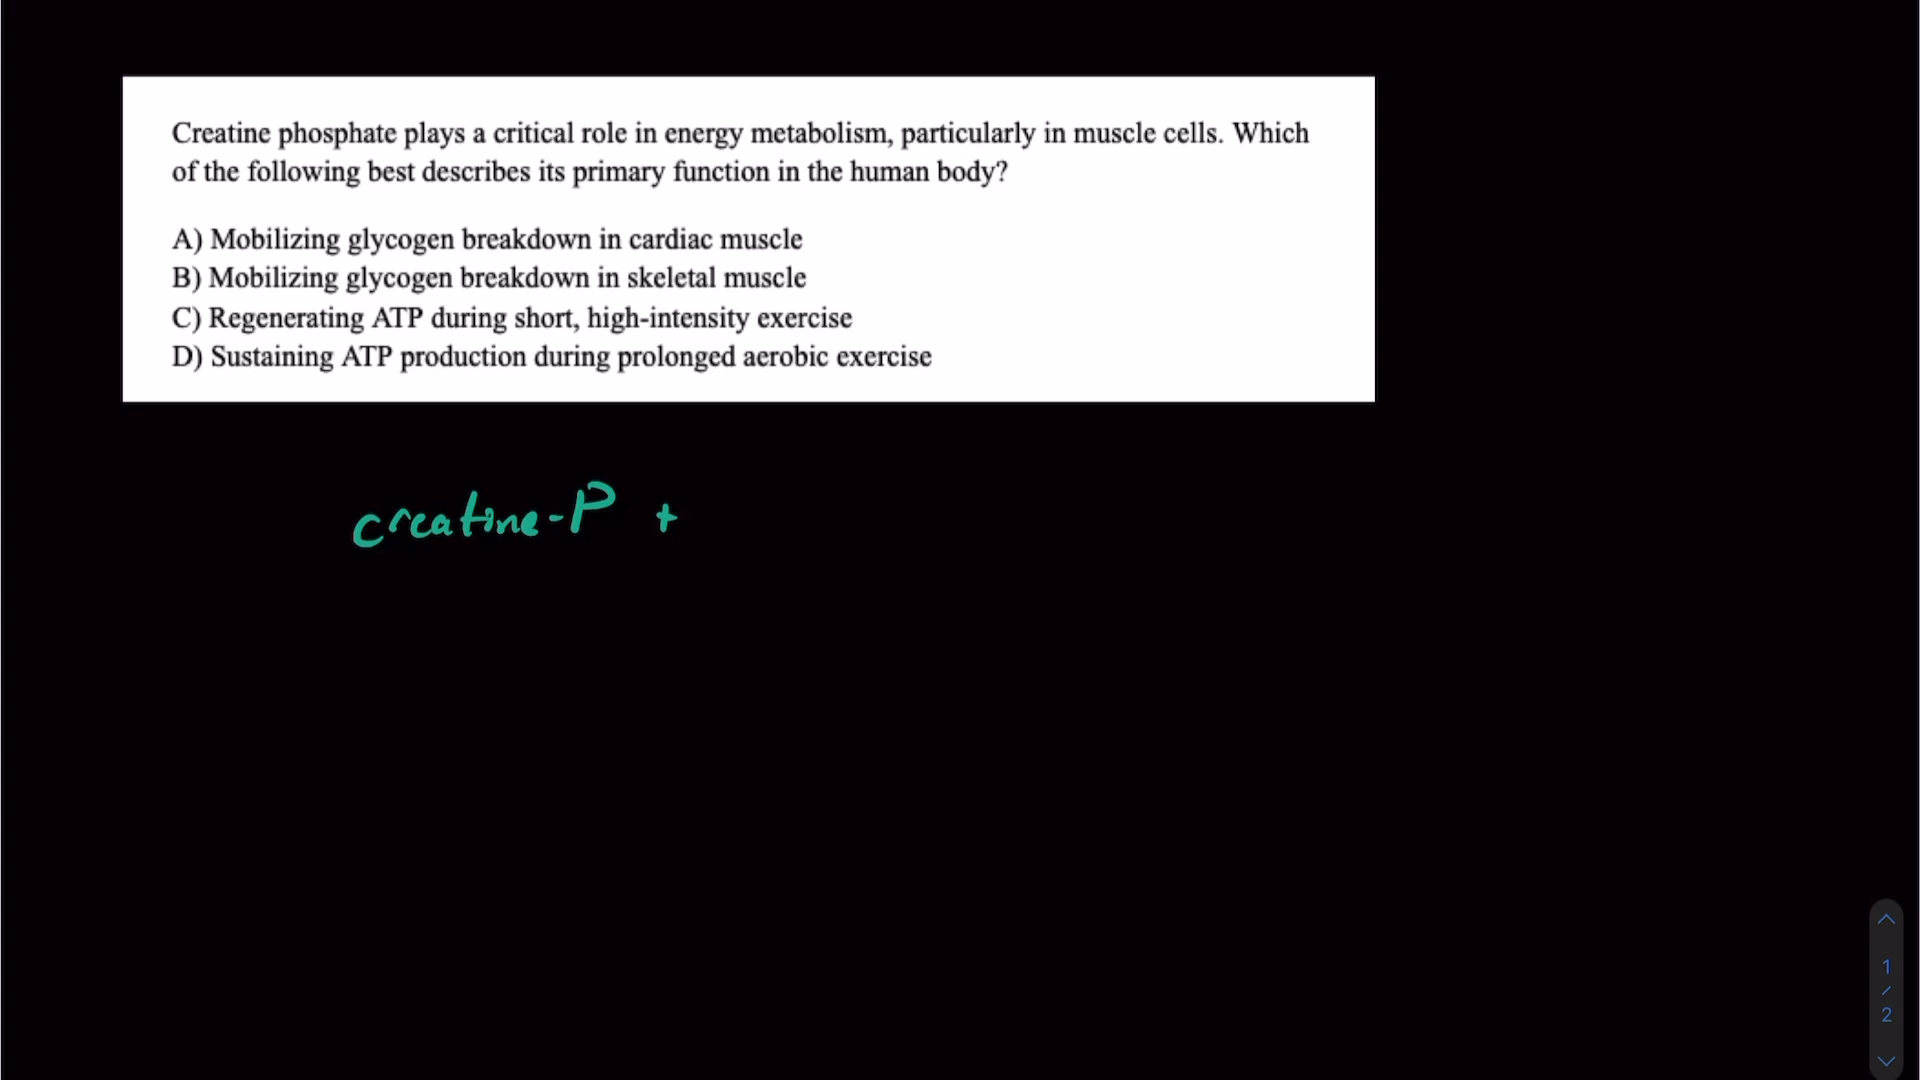 Creatine phosphate plays a critical role in energy metabolism, particularly in muscle cells. Which
of the following best describes its primary function in the human body?
A) Mobilizing glycogen breakdown in cardiac muscle
B) Mobilizing glycogen breakdown in skeletal muscle
C) Regenerating ATP during short, high-intensity exercise
D) Sustaining ATP production during prolonged aerobic exercise
creatine-P +
1
/
2